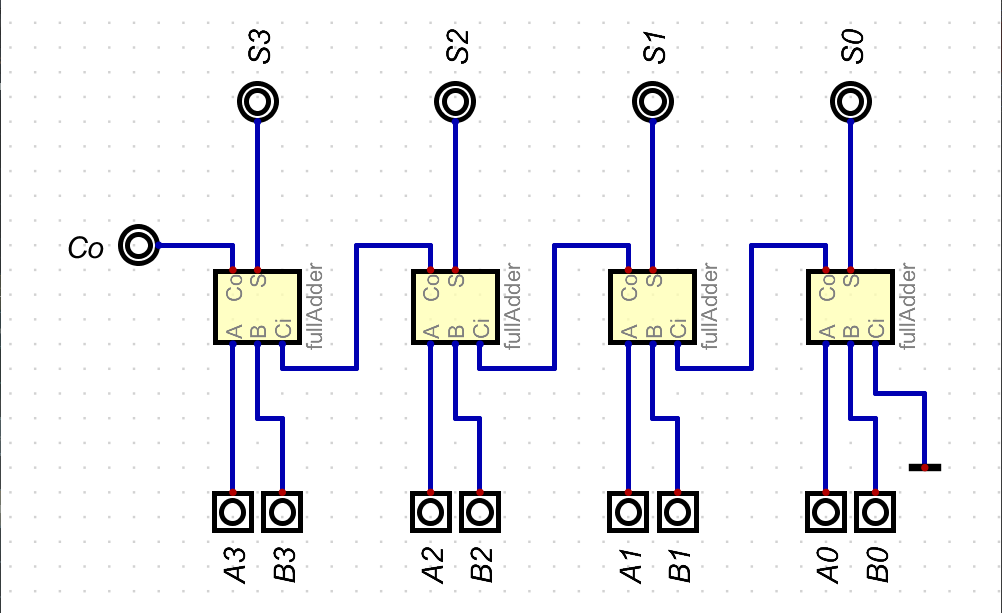 S3
S2
S1
S0
Co
Co
S
A
B
Ci
fullAdder
Co
S
A
B
Ci
fullAdder
Co
S
A
B
Ci
fullAdder
Co
S
A
B
Ci
fullAdder
A3
B3
A2
B2
A1
B1
A0
B0